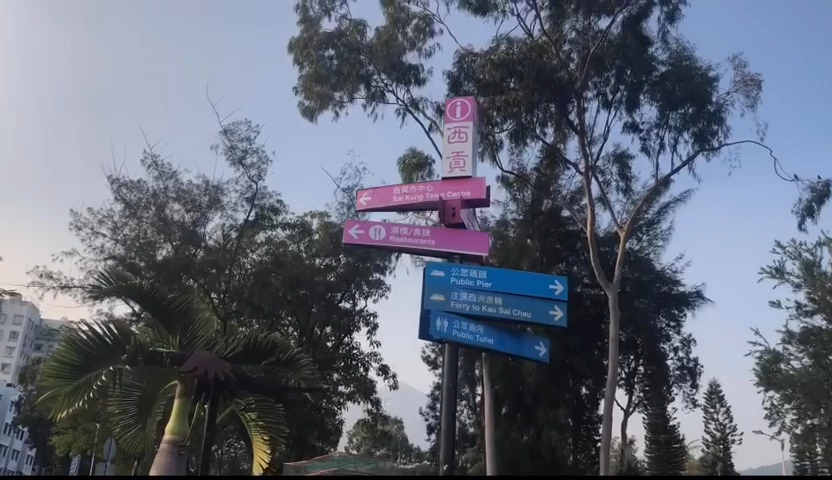 i
西
貢
西貢市中心
Sai Kung Town Centre
酒樓/食肆
Restaurants
公眾碼頭
Public Pier
往滘西洲渡輪
Ferry to Kau Sai Chau
公眾廁所
Public Toilet